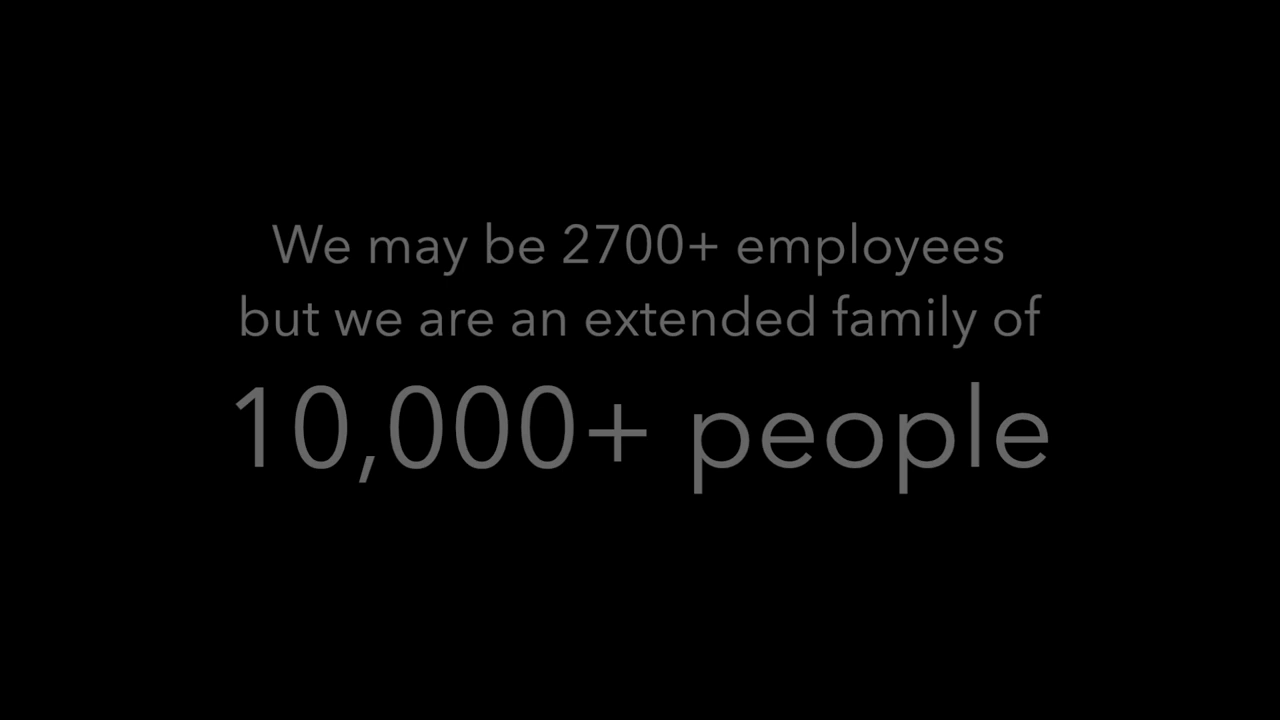 We may be 2700+ employees
but we are an extended family of
10,000+ people